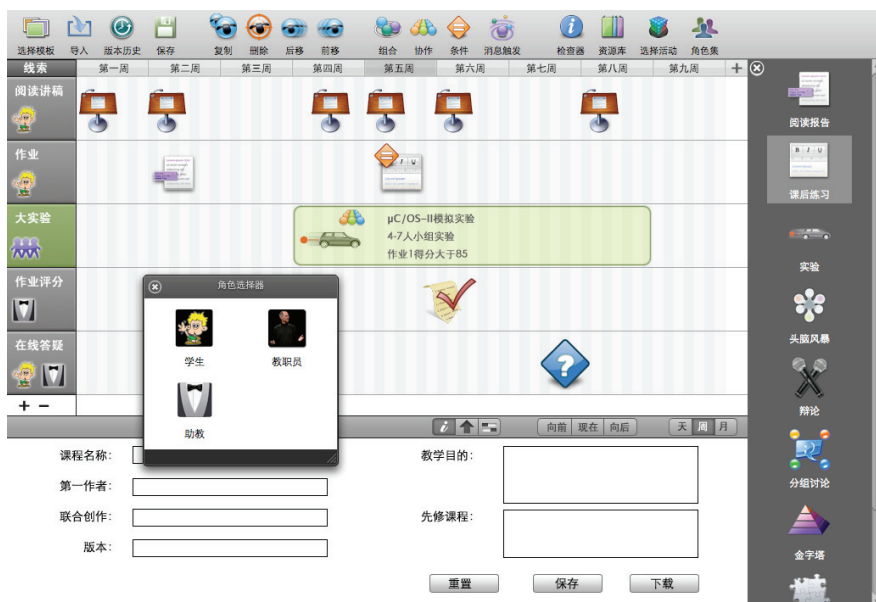 选择模板 导入 版本历史 保存 复制 删除 后移 前移 组合 协作 条件 消息触发 检查器 资源库 选择活动 角色集
线索 第一周 第二周 第三周 第四周 第五周 第六周 第七周 第八周 第九周 +
阅读讲稿
阅读报告
作业
B I U
课后练习
大实验
μC/OS-II模拟实验
4-7人小组实验
作业1得分大于85
实验
作业评分
角色选择器
头脑风暴
学生 教职员
在线答疑
助教
+ −
辩论
向前 现在 向后 天 周 月
课程名称:
教学目的:
第一作者:
分组讨论
联合创作:
先修课程:
版本:
金字塔
重置 保存 下载